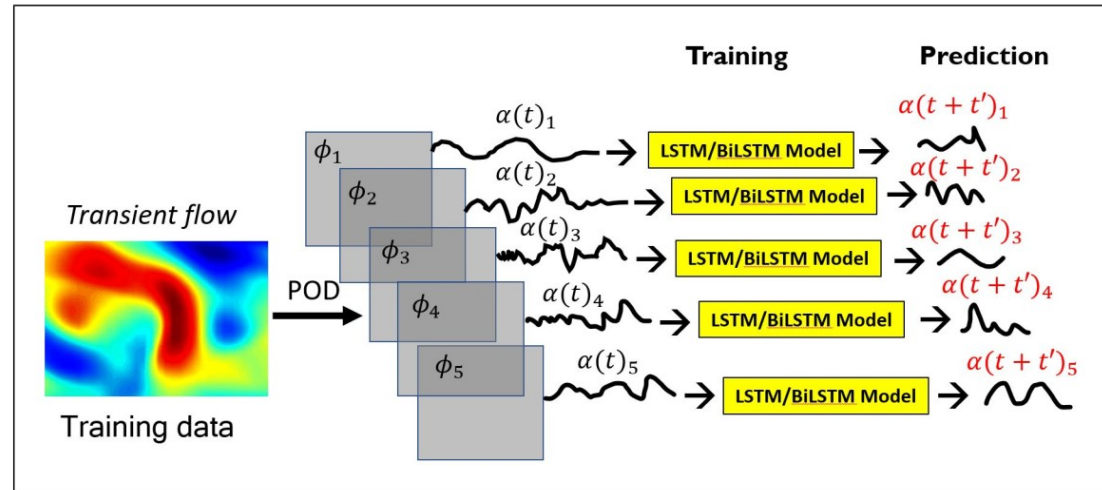 Training Prediction
α(t)₁ α(t + t′)₁
ϕ₁ LSTM/BiLSTM Model
α(t)₂ α(t + t′)₂
ϕ₂ LSTM/BiLSTM Model
Transient flow
α(t)₃ α(t + t′)₃
ϕ₃ LSTM/BiLSTM Model
POD
α(t)₄ α(t + t′)₄
ϕ₄ LSTM/BiLSTM Model
α(t)₅ α(t + t′)₅
ϕ₅ LSTM/BiLSTM Model
Training data